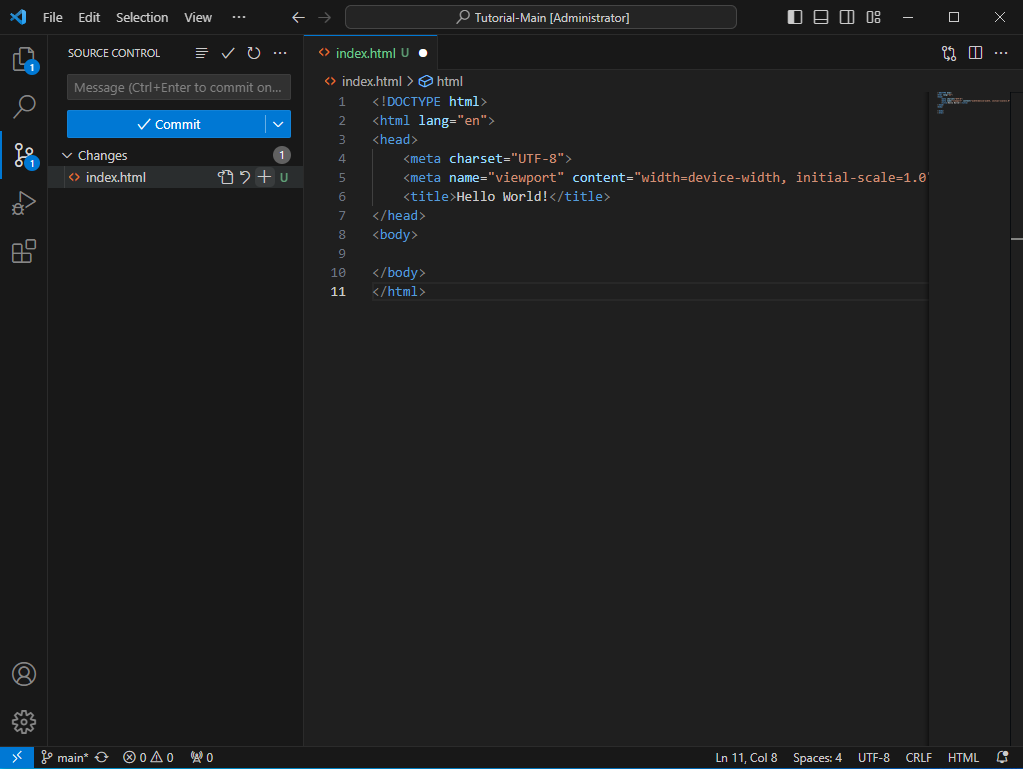 File Edit Selection View ··· Tutorial-Main [Administrator]
SOURCE CONTROL
Message (Ctrl+Enter to commit on...
Commit
Changes 1
index.html U
1
1
index.html U
index.html > html
1 <!DOCTYPE html>
2 <html lang="en">
3 <head>
4 <meta charset="UTF-8">
5 <meta name="viewport" content="width=device-width, initial-scale=1.0"
6 <title>Hello World!</title>
7 </head>
8 <body>
9
10 </body>
11 </html>
main* 0 0 0 Ln 11, Col 8 Spaces: 4 UTF-8 CRLF HTML